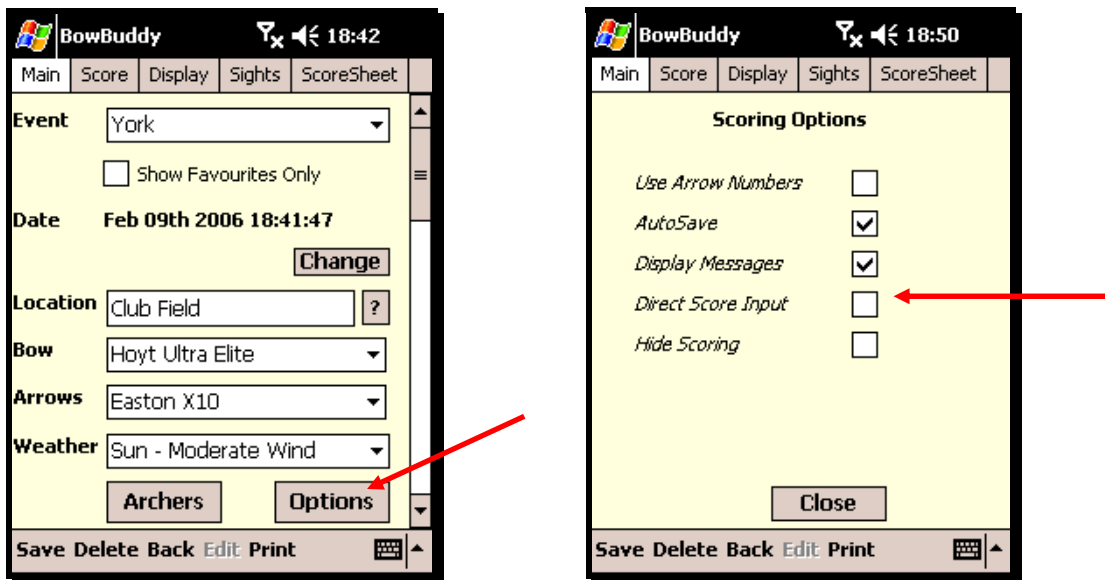 BowBuddy 18:42
Main Score Display Sights ScoreSheet
Event York
Show Favourites Only
Date Feb 09th 2006 18:41:47
Change
Location Club Field ?
Bow Hoyt Ultra Elite
Arrows Easton X10
Weather Sun - Moderate Wind
Archers Options
Save Delete Back Edit Print
BowBuddy 18:50
Main Score Display Sights ScoreSheet
Scoring Options
Use Arrow Numbers
AutoSave
Display Messages
Direct Score Input
Hide Scoring
Close
Save Delete Back Edit Print